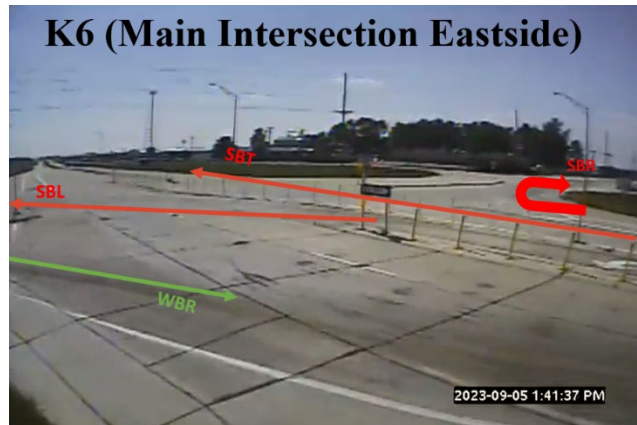 K6 (Main Intersection Eastside)
SBT
SBR
SBL
WBR
2023-09-05 1:41:37 PM